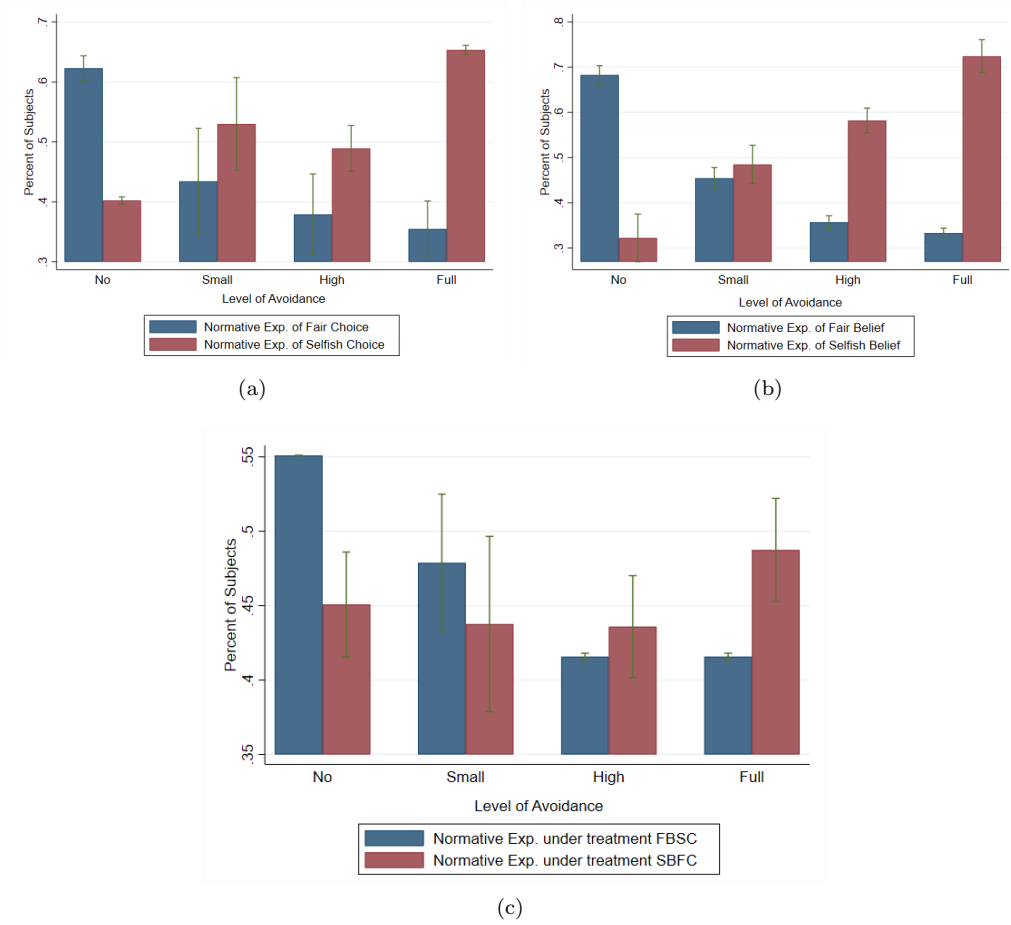 Percent of Subjects
.7
.6
.5
.4
.3
No Small High Full
Level of Avoidance
Normative Exp. of Fair Choice
Normative Exp. of Selfish Choice
(a)
Percent of Subjects
.8
.7
.6
.5
.4
.3
No Small High Full
Level of Avoidance
Normative Exp. of Fair Belief
Normative Exp. of Selfish Belief
(b)
Percent of Subjects
.55
.5
.45
.4
.35
No Small High Full
Level of Avoidance
Normative Exp. under treatment FBSC
Normative Exp. under treatment SBFC
(c)